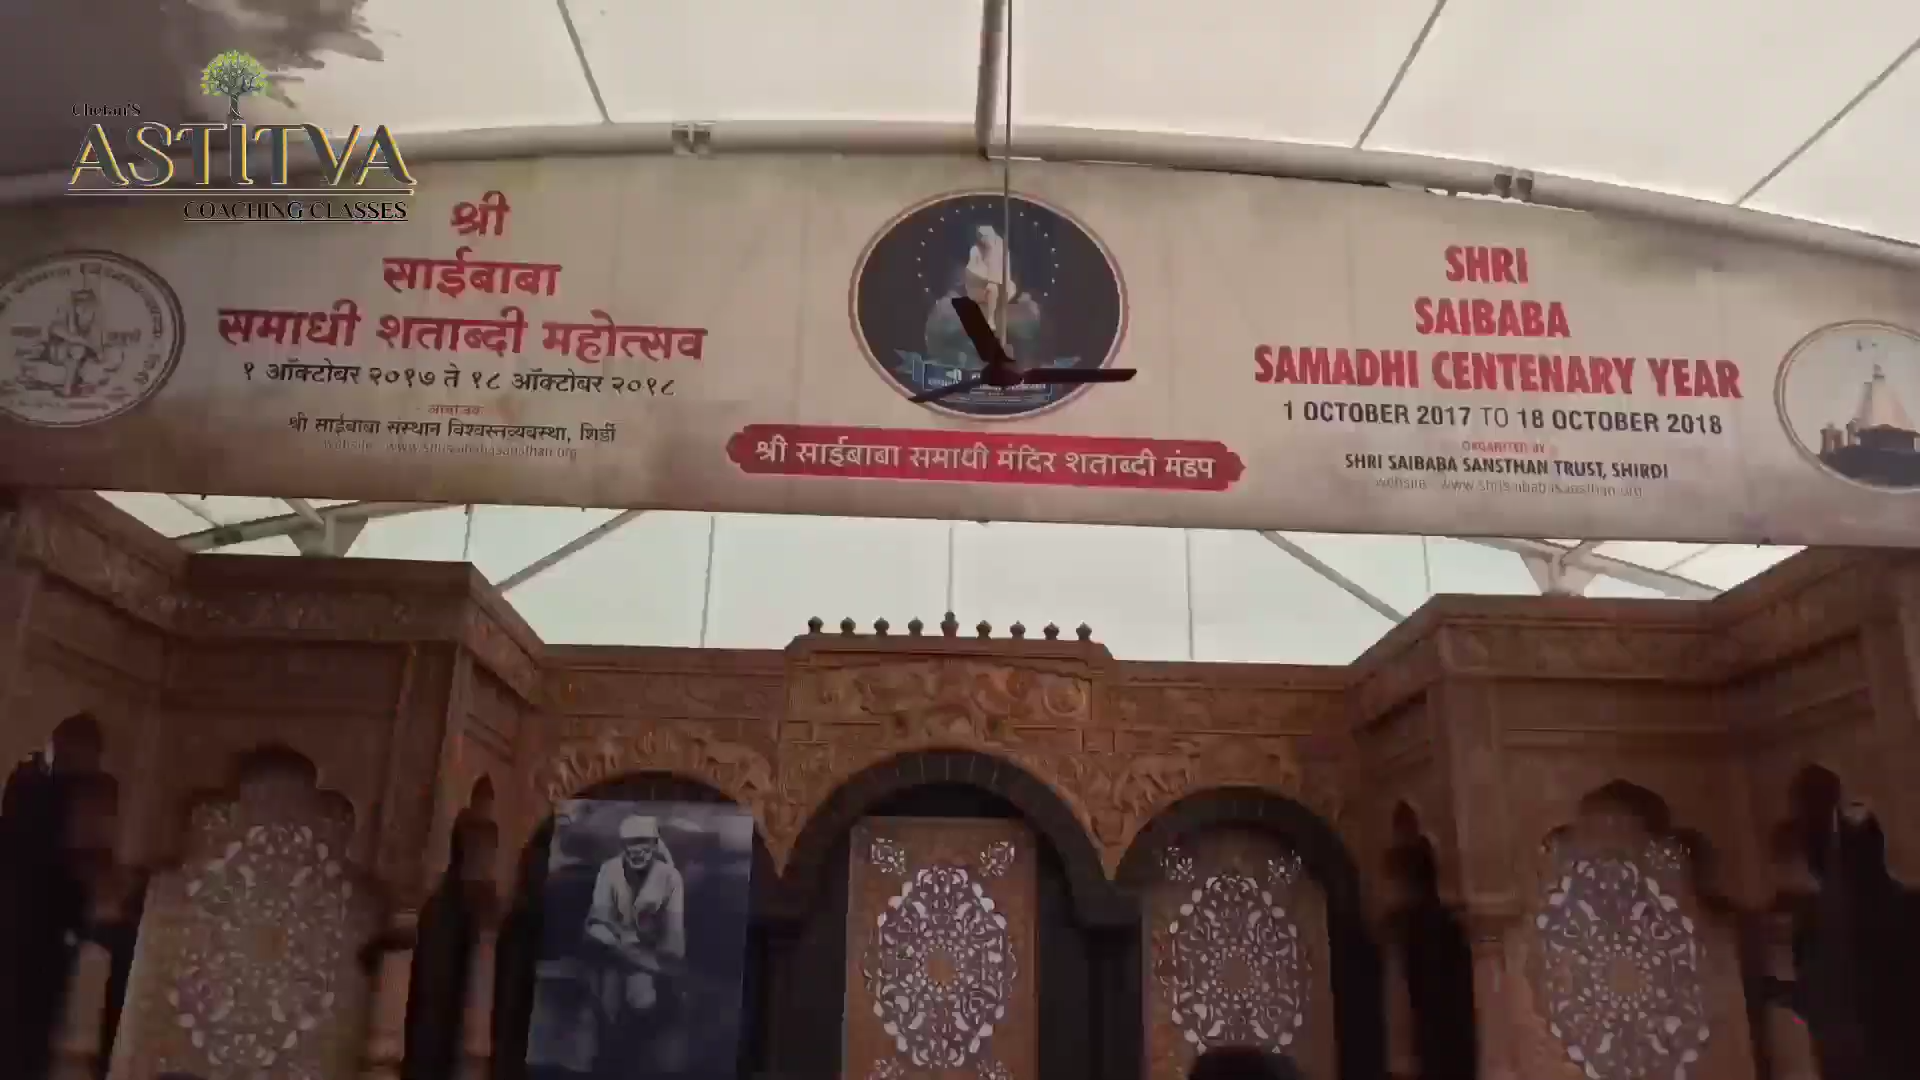 Chetan'S
ASTITVA
COACHING CLASSES
श्री
साईबाबा
समाधी शताब्दी महोत्सव
१ ऑक्टोबर २०१७ ते १८ ऑक्टोबर २०१८
श्री साईबाबा संस्थान विश्वस्तव्यवस्था, शिर्डी
श्री साईबाबा समाधी मंदिर शताब्दी मंडप
SHRI
SAIBABA
SAMADHI CENTENARY YEAR
1 OCTOBER 2017 TO 18 OCTOBER 2018
ORGANISED BY
SHRI SAIBABA SANSTHAN TRUST, SHIRDI
website